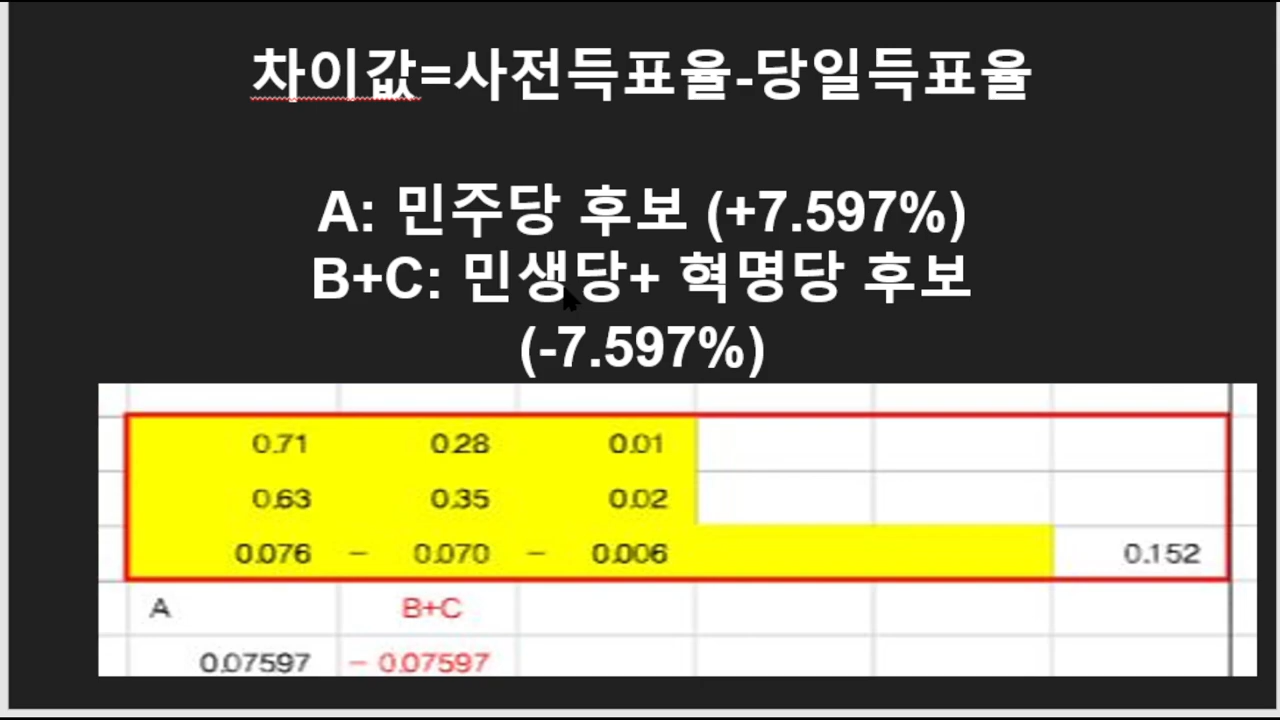 차이값=사전득표율-당일득표율
A: 민주당 후보 (+7.597%)
B+C: 민생당+ 혁명당 후보
(-7.597%)
0.71 0.28 0.01
0.63 0.35 0.02
0.076 - 0.070 - 0.006 0.152
A B+C
0.07597 - 0.07597